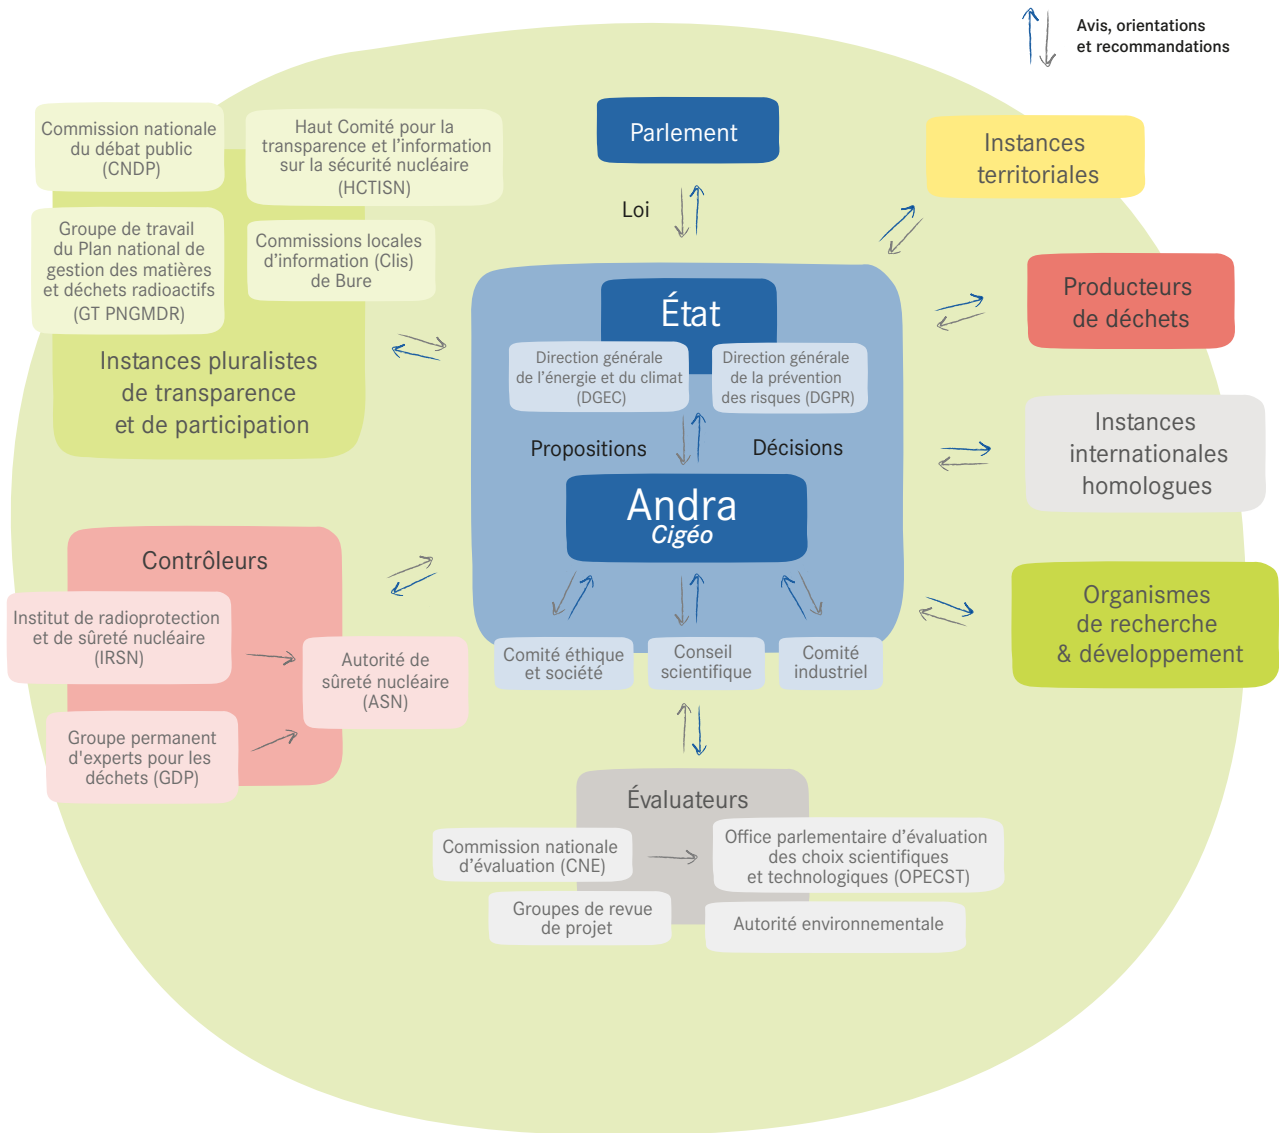 Avis, orientations
et recommandations
Commission nationale
du débat public
(CNDP)
Haut Comité pour la
transparence et l'information
sur la sécurité nucléaire
(HCTISN)
Groupe de travail
du Plan national de
gestion des matières
et déchets radioactifs
(GT PNGMDR)
Commissions locales
d'information (Clis)
de Bure
Instances pluralistes
de transparence
et de participation
Parlement
Loi
Instances
territoriales
Producteurs
de déchets
Instances
internationales
homologues
Organismes
de recherche
& développement
État
Direction générale
de l'énergie et du climat
(DGEC)
Direction générale
de la prévention
des risques (DGPR)
Propositions
Décisions
Andra
Cigéo
Comité éthique
et société
Conseil
scientifique
Comité
industriel
Contrôleurs
Institut de radioprotection
et de sûreté nucléaire
(IRSN)
Autorité de
sûreté nucléaire
(ASN)
Groupe permanent
d'experts pour les
déchets (GDP)
Évaluateurs
Commission nationale
d'évaluation (CNE)
Office parlementaire d'évaluation
des choix scientifiques
et technologiques (OPECST)
Groupes de revue
de projet
Autorité environnementale